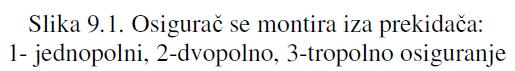 Slika 9.1. Osigurač se montira iza prekidača:
1- jednopolni, 2-dvopolno, 3-tropolno osiguranje